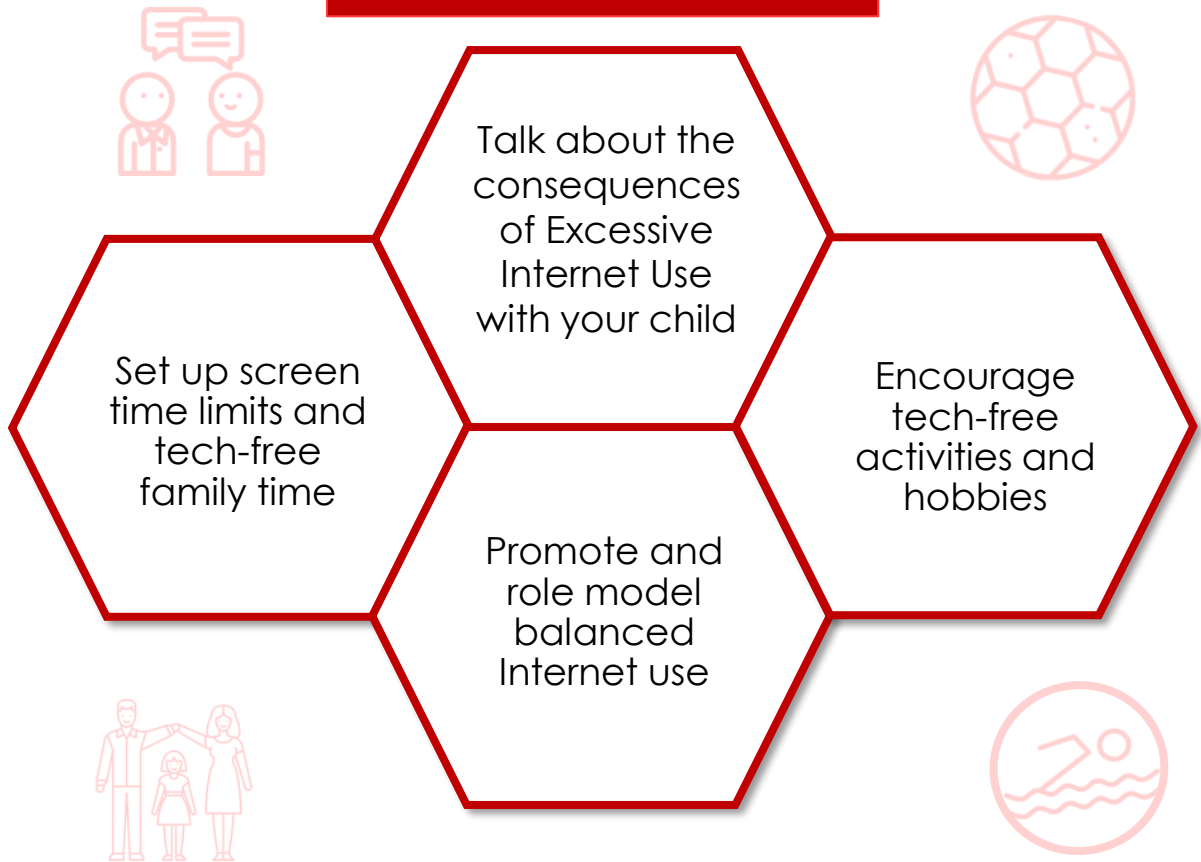 Talk about the
consequences
of Excessive
Internet Use
with your child
Set up screen
time limits and
tech-free
family time
Encourage
tech-free
activities and
hobbies
Promote and
role model
balanced
Internet use